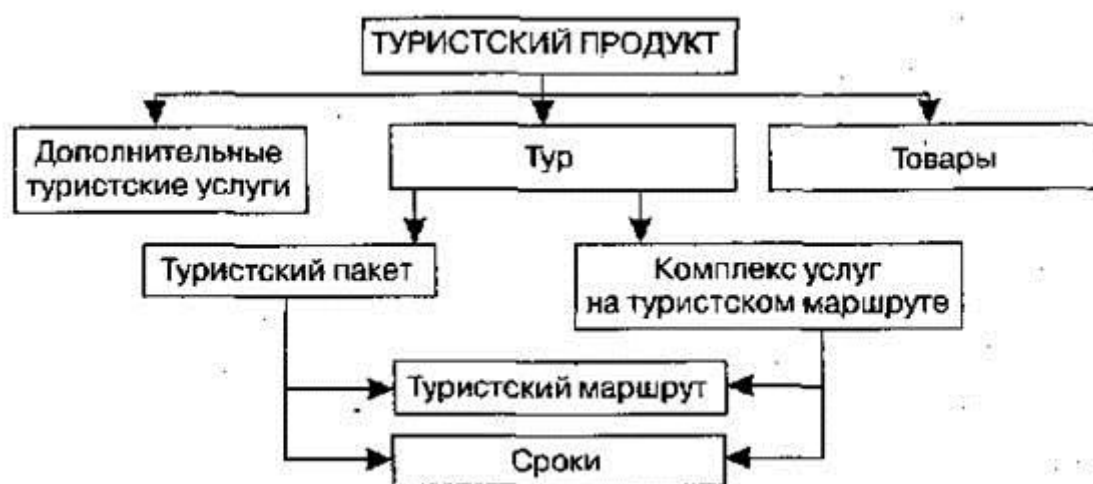 ТУРИСТСКИЙ ПРОДУКТ
Дополнительные
туристские услуги
Тур
Товары
Туристский пакет
Комплекс услуг
на туристском маршруте
Туристский маршрут
Сроки